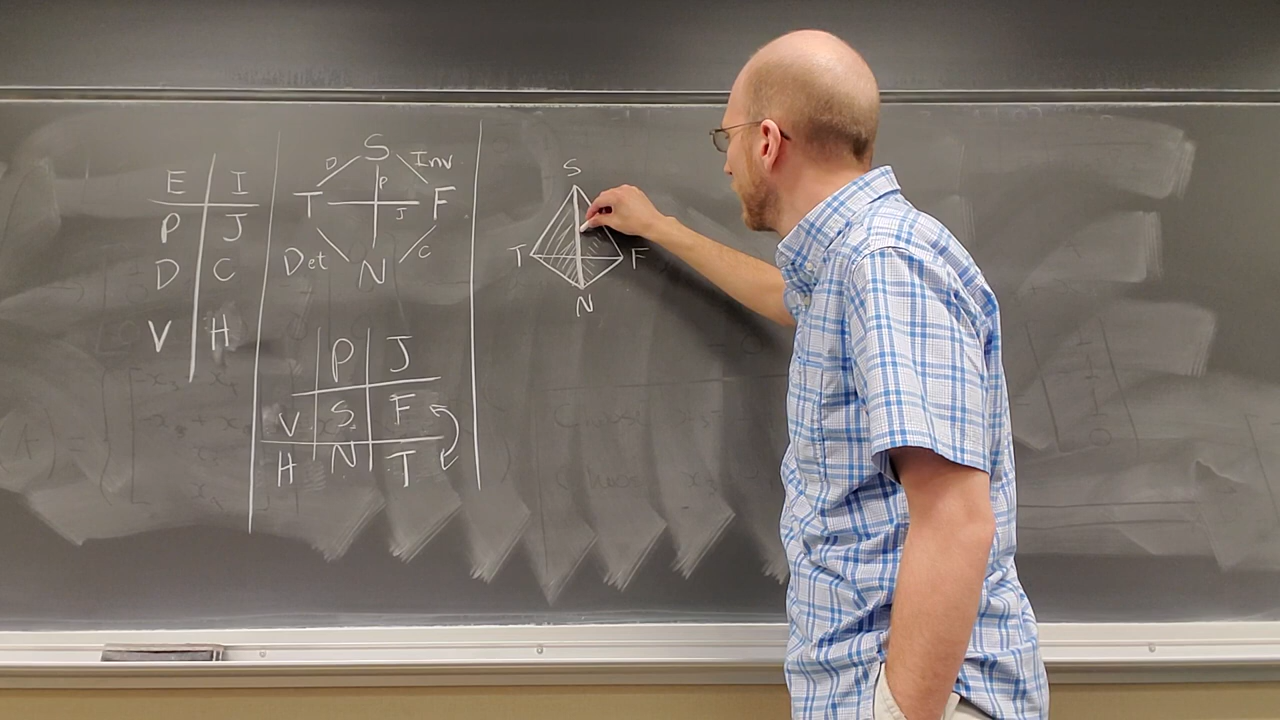 E I
P J
D C
V H
S
D Inv
P
T J F
Det C
N
P J
V S F
H N T
S
T F
N